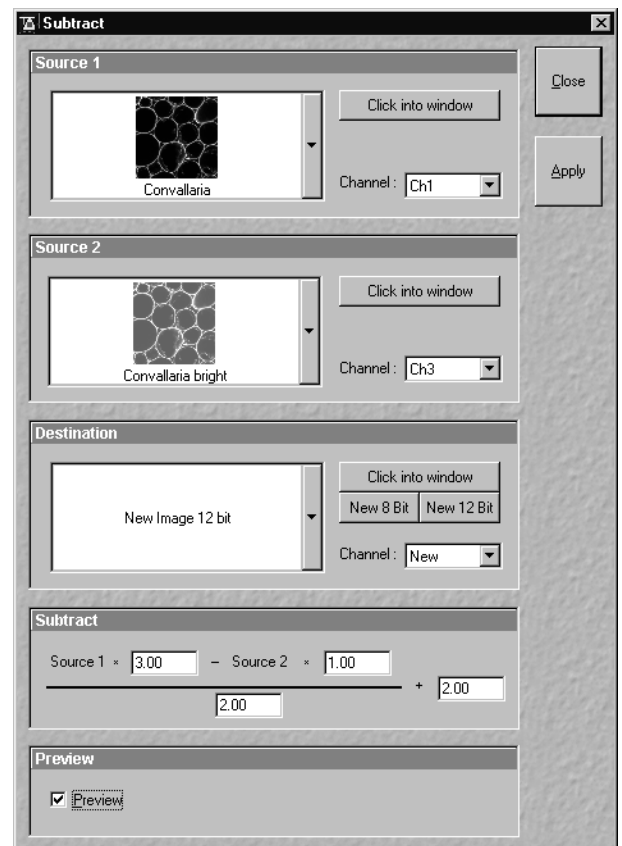 Subtract
Source 1
Close
Click into window
Apply
Channel : Ch1
Convallaria
Source 2
Click into window
Channel : Ch3
Convallaria bright
Destination
Click into window
New 8 Bit New 12 Bit
New Image 12 bit
Channel : New
Subtract
Source 1 × 3.00 – Source 2 × 1.00
+ 2.00
2.00
Preview
Preview